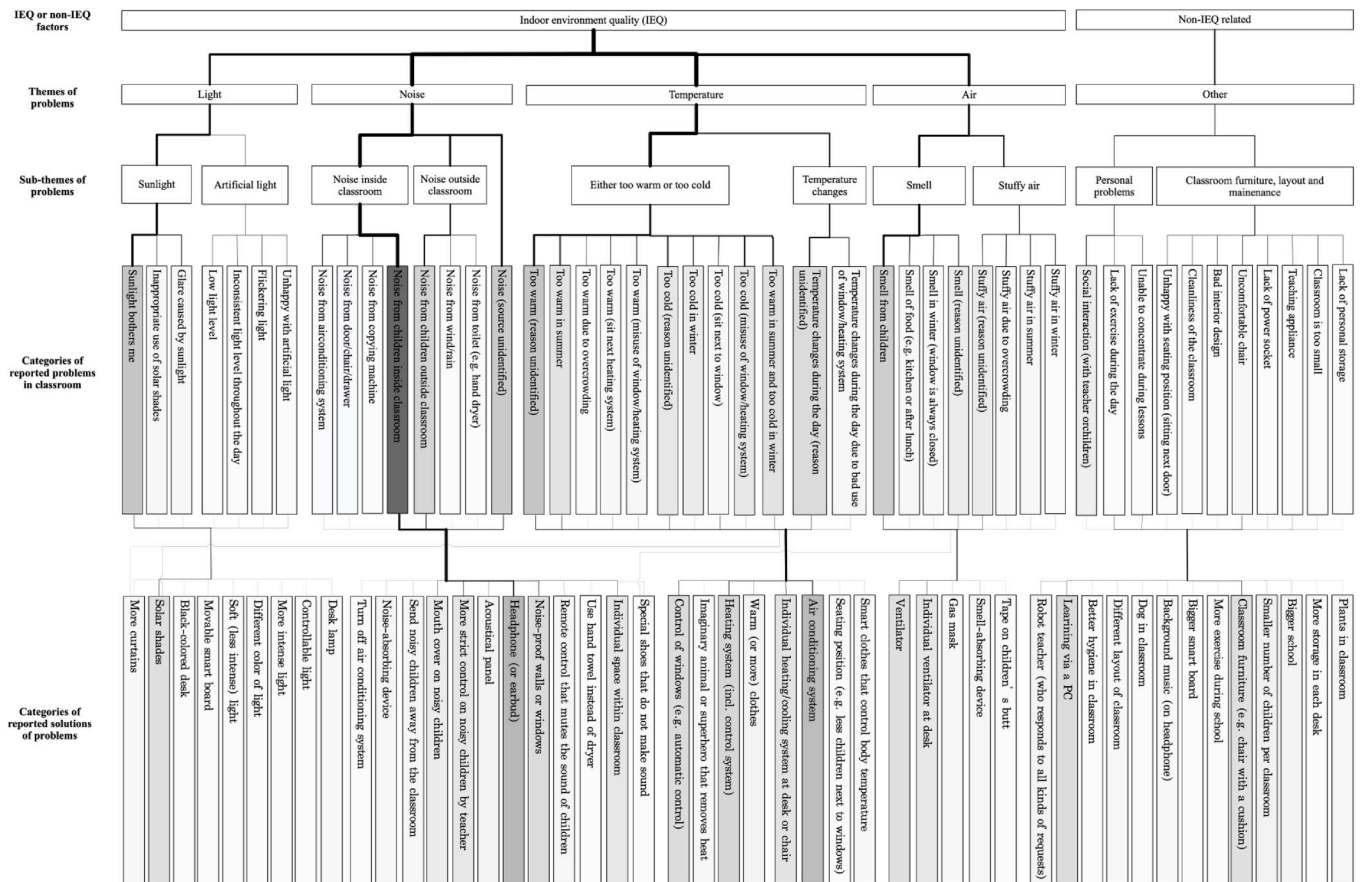 IEQ or non-IEQ
factors
Indoor environment quality (IEQ)
Non-IEQ related
Themes of
problems
Light
Noise
Temperature
Air
Other
Sub-themes of
problems
Sunlight
Artificial light
Noise inside
classroom
Noise outside
classroom
Either too warm or too cold
Temperature
changes
Smell
Stuffy air
Personal
problems
Classroom furniture, layout and
mainenance
Categories of
reported problems
in classroom
Sunlight bothers me
Inappropriate use of solar shades
Glare caused by sunlight
Low light level
Inconsistent light level throughout the day
Flickering light
Unhappy with artificial light
Noise from airconditioning system
Noise from door/chair/drawer
Noise from copying machine
Noise from children inside classroom
Noise from children outside classroom
Noise from wind/rain
Noise from toilet (e.g. hand dryer)
Noise (source unidentified)
Too warm (reason unidentified)
Too warm in summer
Too warm due to overcrowding
Too warm (sit next heating system)
Too warm (misuse of window/heating system)
Too cold (reason unidentified)
Too cold in winter
Too cold (sit next to window)
Too cold (misuse of window/heating system)
Too warm in summer and too cold in winter
Temperature changes during the day (reason
unidentified)
Temperature changes during the day due to bad use
of window/heating system
Smell from children
Smell of food (e.g. kitchen or after lunch)
Smell in winter (window is always closed)
Smell (reason unidentified)
Stuffy air (reason unidentified)
Stuffy air due to overcrowding
Stuffy air in summer
Stuffy air in winter
Social interaction (with teacher orchildren)
Lack of exercise during the day
Unable to concentrate during lessons
Unhappy with seating position (sitting next door)
Cleanliness of the classroom
Bad interior design
Uncomfortable chair
Lack of power socket
Teaching appliance
Classroom is too small
Lack of personal storage
Categories of
reported solutions
of problems
More curtains
Solar shades
Black-colored desk
Movable smart board
Soft (less intense) light
Different color of light
More intense light
Controllable light
Desk lamp
Turn off air conditioning system
Noise-absorbing device
Send noisy children away from the classroom
Mouth cover on noisy children
More strict control on noisy children by teacher
Acoustical panel
Headphone (or earbud)
Noise-proof walls or windows
Remote control that mutes the sound of children
Use hand towel instead of dryer
Individual space within classroom
Special shoes that do not make sound
Control of windows (e.g. automatic control)
Imaginary animal or superhero that removes heat
Heating system (incl. control system)
Warm (or more) clothes
Individual heating/cooling system at desk or chair
Air conditioning system
Seating position (e.g. less children next to windows)
Smart clothes that control body temperature
Ventilator
Individual ventilator at desk
Gas mask
Smell-absorbing device
Tape on children's butt
Robot teacher (who responds to all kinds of requests)
Learining via a PC
Better hygiene in classroom
Different layout of classroom
Dog in classroom
Background music (on headphone)
Bigger smart board
More exercise during school
Classroom furniture (e.g. chair with a cushion)
Smaller number of children per classroom
Bigger school
More storage in each desk
Plants in classroom